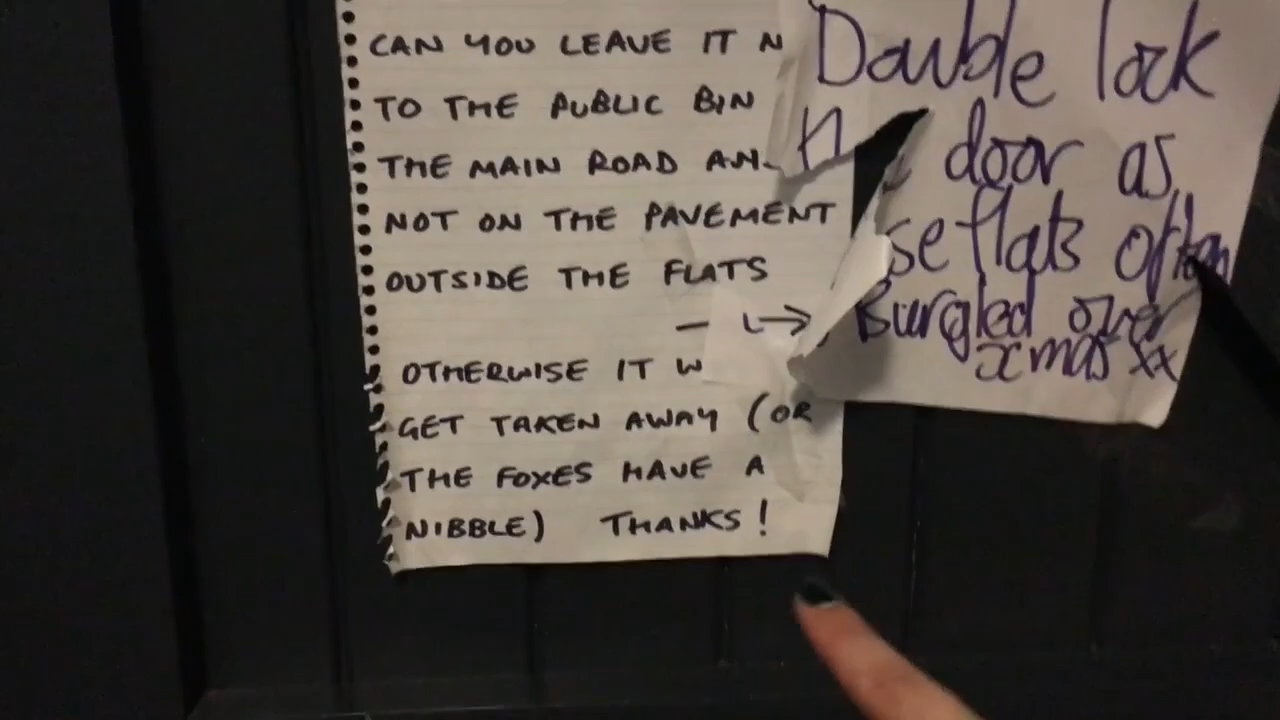 CAN YOU LEAVE IT N
TO THE PUBLIC BIN
THE MAIN ROAD AN
NOT ON THE PAVEMENT
OUTSIDE THE FLATS
— ↳→
OTHERWISE IT W
GET TAKEN AWAY (OR
THE FOXES HAVE A
NIBBLE) THANKS!
Double lock
door as
se flats often
Burgled over
xmas xx